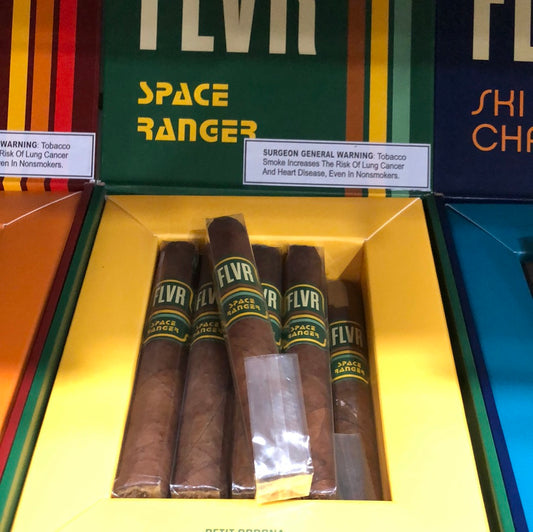 FLVR
SPACE
RANGER
SKI
WARNING: Tobacco
Risk Of Lung Cancer
en In Nonsmokers.
SURGEON GENERAL WARNING: Tobacco
Smoke Increases The Risk Of Lung Cancer
And Heart Disease, Even In Nonsmokers.
FLVR
SPACE
RANGER
FLVR
SPACE
RANGER
FLVR
SPACE
RANGER
FLVR
SPACE
RANGER
FLVR
SPACE
RANGER